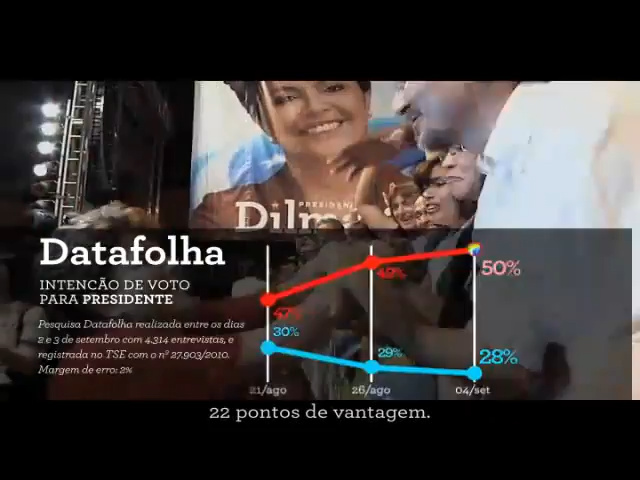 PRESIDEN
Dilma
Datafolha
INTENCÃO DE VOTO
PARA PRESIDENTE
Pesquisa Datafolha realizada entre os dias
2 e 3 de setembro com 4.314 entrevistas, e
registrada no TSE com o nº 27.903/2010.
Margem de erro: 2%
47%
49%
50%
30%
29%
28%
21/ago
26/ago
04/set
22 pontos de vantagem.